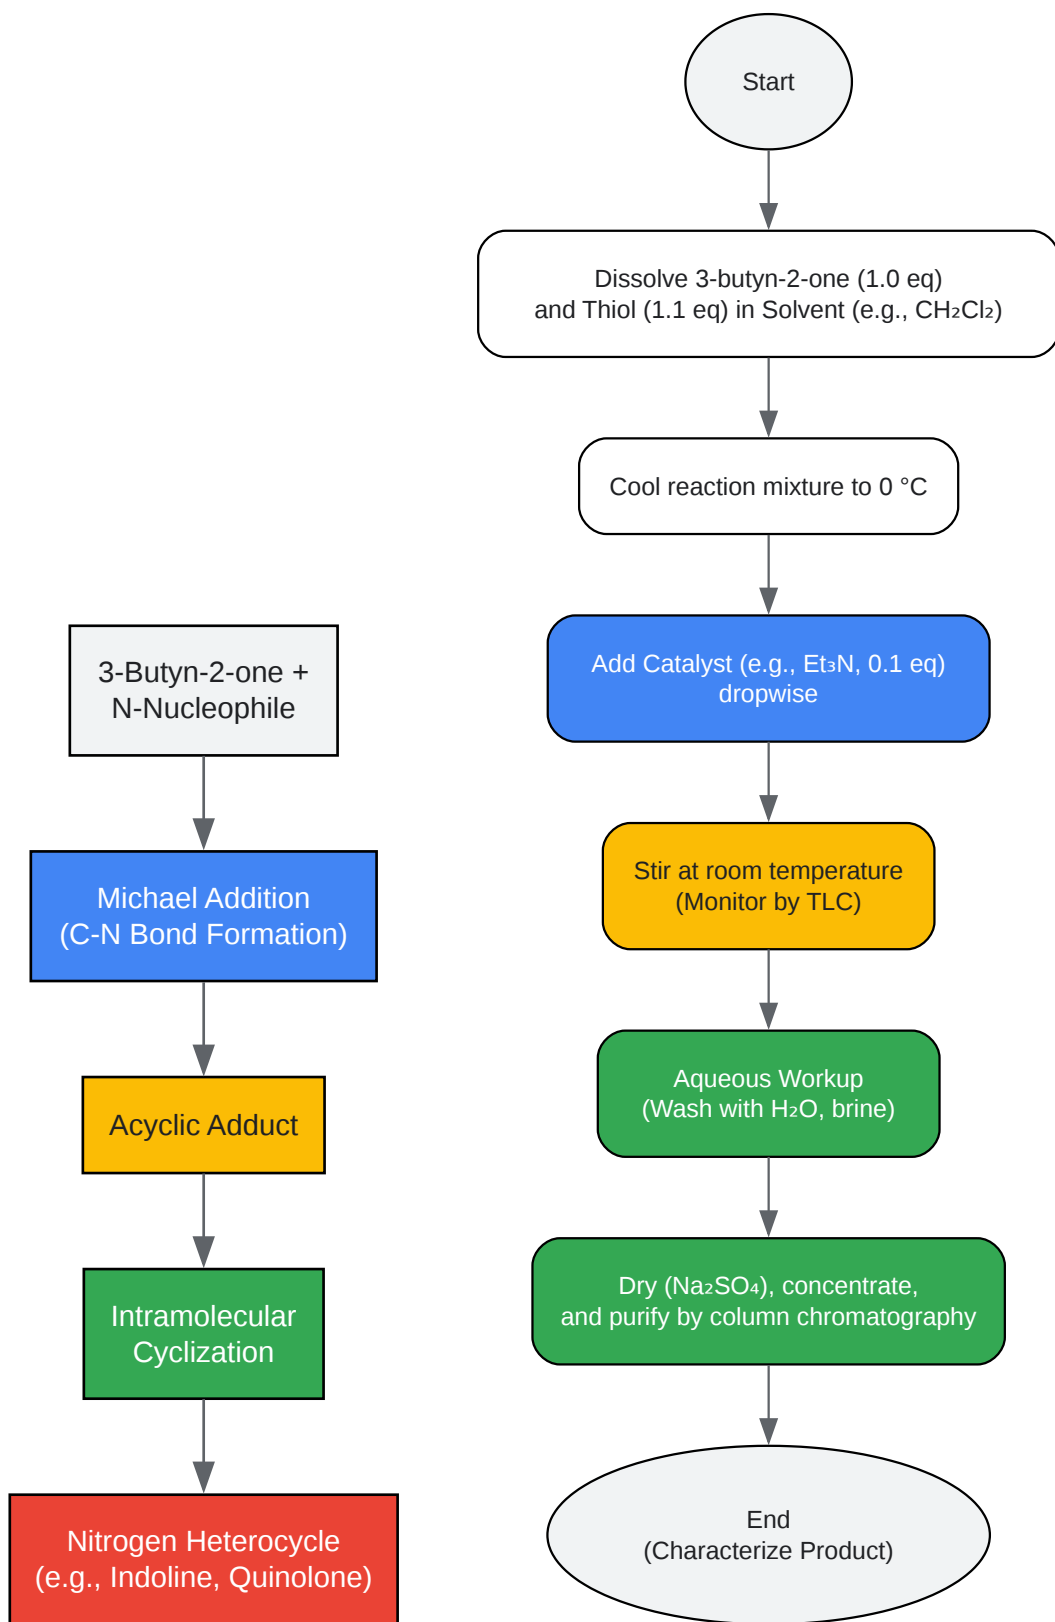 Start
Dissolve 3-butyn-2-one (1.0 eq)
and Thiol (1.1 eq) in Solvent (e.g., CH₂Cl₂)
Cool reaction mixture to 0 °C
Add Catalyst (e.g., Et₃N, 0.1 eq)
dropwise
Stir at room temperature
(Monitor by TLC)
Aqueous Workup
(Wash with H₂O, brine)
Dry (Na₂SO₄), concentrate,
and purify by column chromatography
End
(Characterize Product)
3-Butyn-2-one +
N-Nucleophile
Michael Addition
(C-N Bond Formation)
Acyclic Adduct
Intramolecular
Cyclization
Nitrogen Heterocycle
(e.g., Indoline, Quinolone)